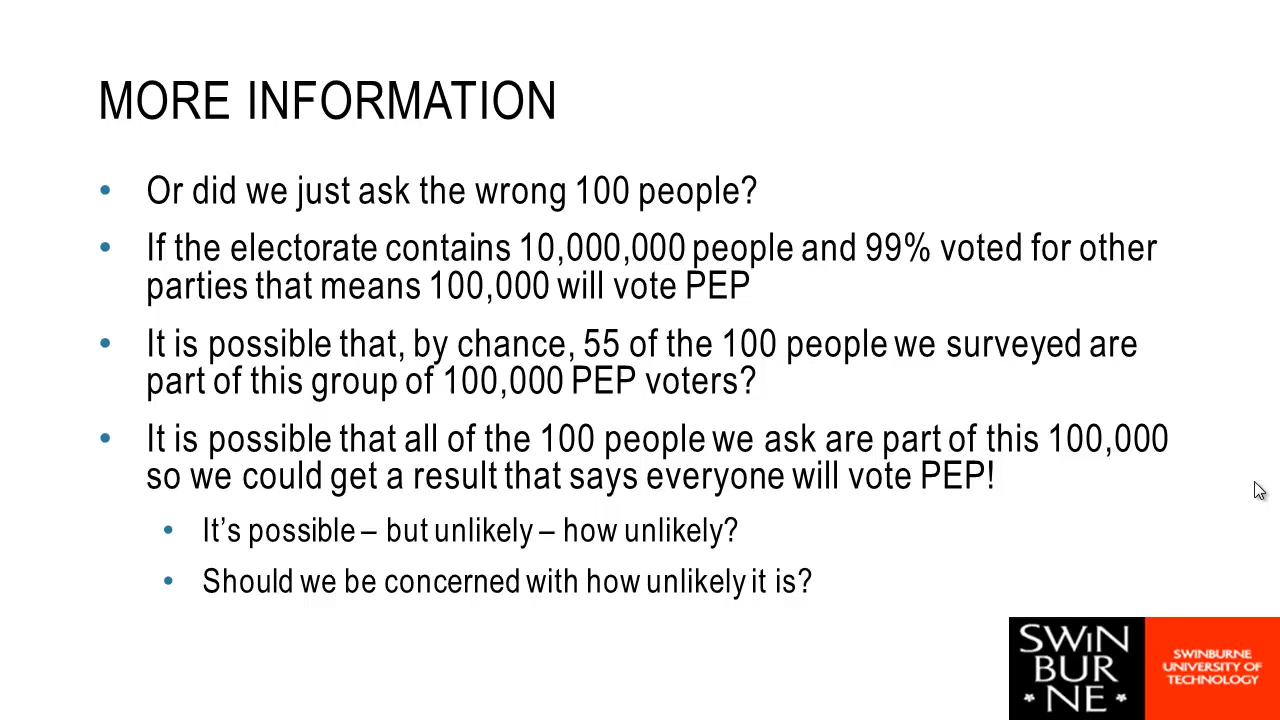 MORE INFORMATION
• Or did we just ask the wrong 100 people?
• If the electorate contains 10,000,000 people and 99% voted for other
parties that means 100,000 will vote PEP
• It is possible that, by chance, 55 of the 100 people we surveyed are
part of this group of 100,000 PEP voters?
• It is possible that all of the 100 people we ask are part of this 100,000
so we could get a result that says everyone will vote PEP!
• It’s possible – but unlikely – how unlikely?
• Should we be concerned with how unlikely it is?
SWIN
BUR
* NE *
SWINBURNE
UNIVERSITY OF
TECHNOLOGY